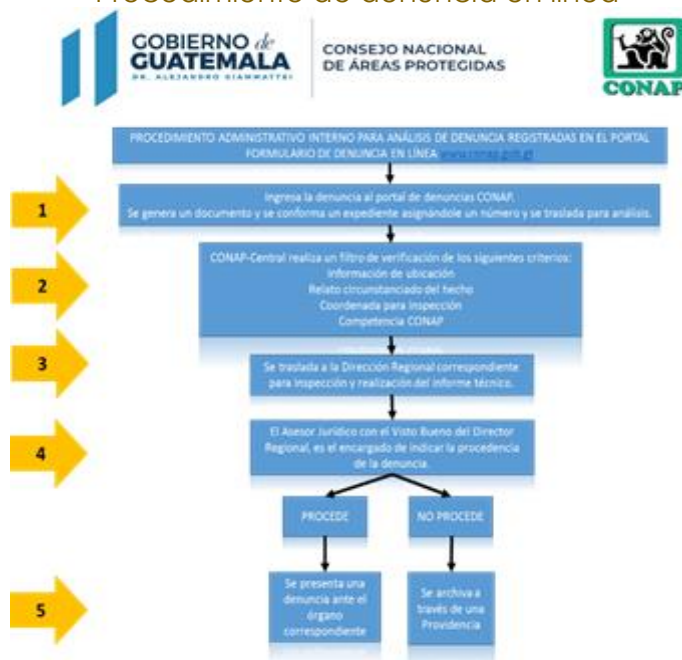 Procedimiento de denuncia en línea
GOBIERNO de
GUATEMALA
DR. ALEJANDRO GIAMMATTEI
CONSEJO NACIONAL
DE ÁREAS PROTEGIDAS
CONAP
PROCEDIMIENTO ADMINISTRATIVO INTERNO PARA ANÁLISIS DE DENUNCIA REGISTRADAS EN EL PORTAL
FORMULARIO DE DENUNCIA EN LÍNEA www.conap.gob.gt
1
Ingresa la denuncia al portal de denuncias CONAP.
Se genera un documento y se conforma un expediente asignándole un número y se traslada para análisis.
2
CONAP-Central realiza un filtro de verificación de los siguientes criterios:
Información de ubicación
Relato circunstanciado del hecho
Coordenada para inspección
Competencia CONAP
3
Se traslada a la Dirección Regional correspondiente
para inspección y realización del informe técnico.
4
El Asesor Jurídico con el Visto Bueno del Director
Regional, es el encargado de indicar la procedencia
de la denuncia.
PROCEDE
NO PROCEDE
5
Se presenta una
denuncia ante el
órgano
correspondiente
Se archiva a
través de una
Providencia